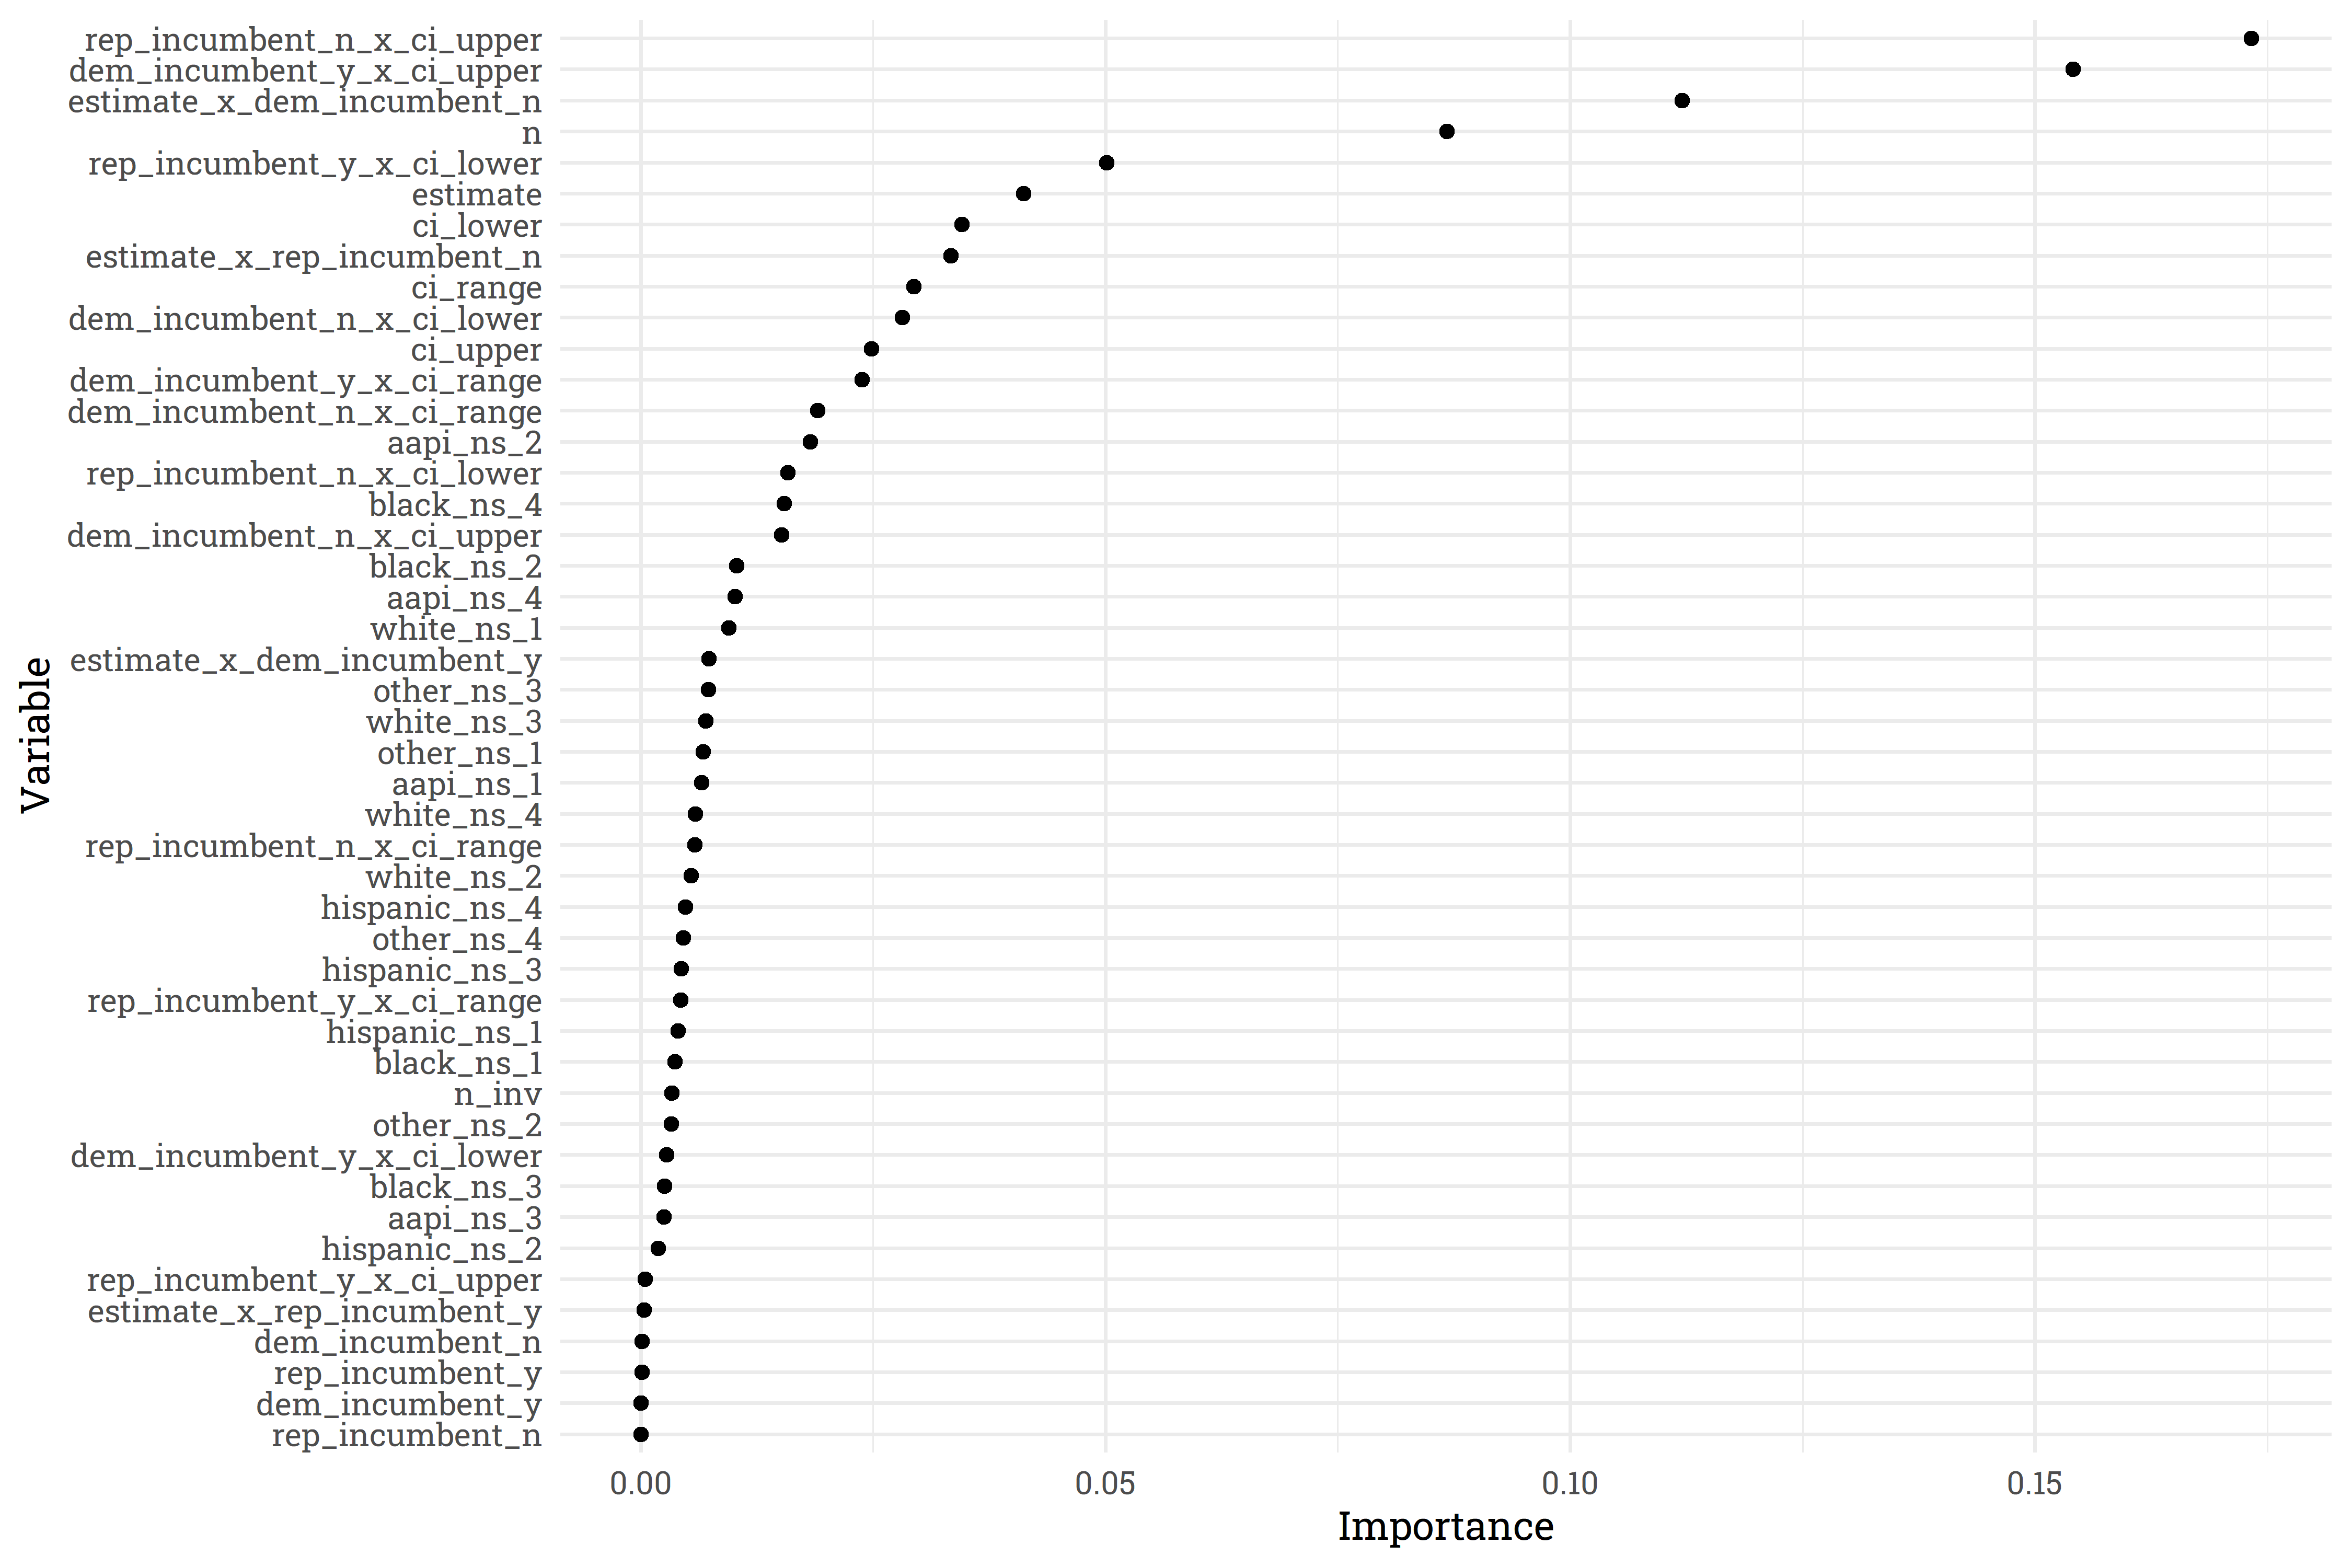 rep_incumbent_n_x_ci_upper
dem_incumbent_y_x_ci_upper
estimate_x_dem_incumbent_n
n
rep_incumbent_y_x_ci_lower
estimate
ci_lower
estimate_x_rep_incumbent_n
ci_range
dem_incumbent_n_x_ci_lower
ci_upper
dem_incumbent_y_x_ci_range
dem_incumbent_n_x_ci_range
aapi_ns_2
rep_incumbent_n_x_ci_lower
black_ns_4
dem_incumbent_n_x_ci_upper
black_ns_2
aapi_ns_4
white_ns_1
estimate_x_dem_incumbent_y
other_ns_3
white_ns_3
other_ns_1
aapi_ns_1
white_ns_4
rep_incumbent_n_x_ci_range
white_ns_2
hispanic_ns_4
other_ns_4
hispanic_ns_3
rep_incumbent_y_x_ci_range
hispanic_ns_1
black_ns_1
n_inv
other_ns_2
dem_incumbent_y_x_ci_lower
black_ns_3
aapi_ns_3
hispanic_ns_2
rep_incumbent_y_x_ci_upper
estimate_x_rep_incumbent_y
dem_incumbent_n
rep_incumbent_y
dem_incumbent_y
rep_incumbent_n
Variable
0.00 0.05 0.10 0.15
Importance